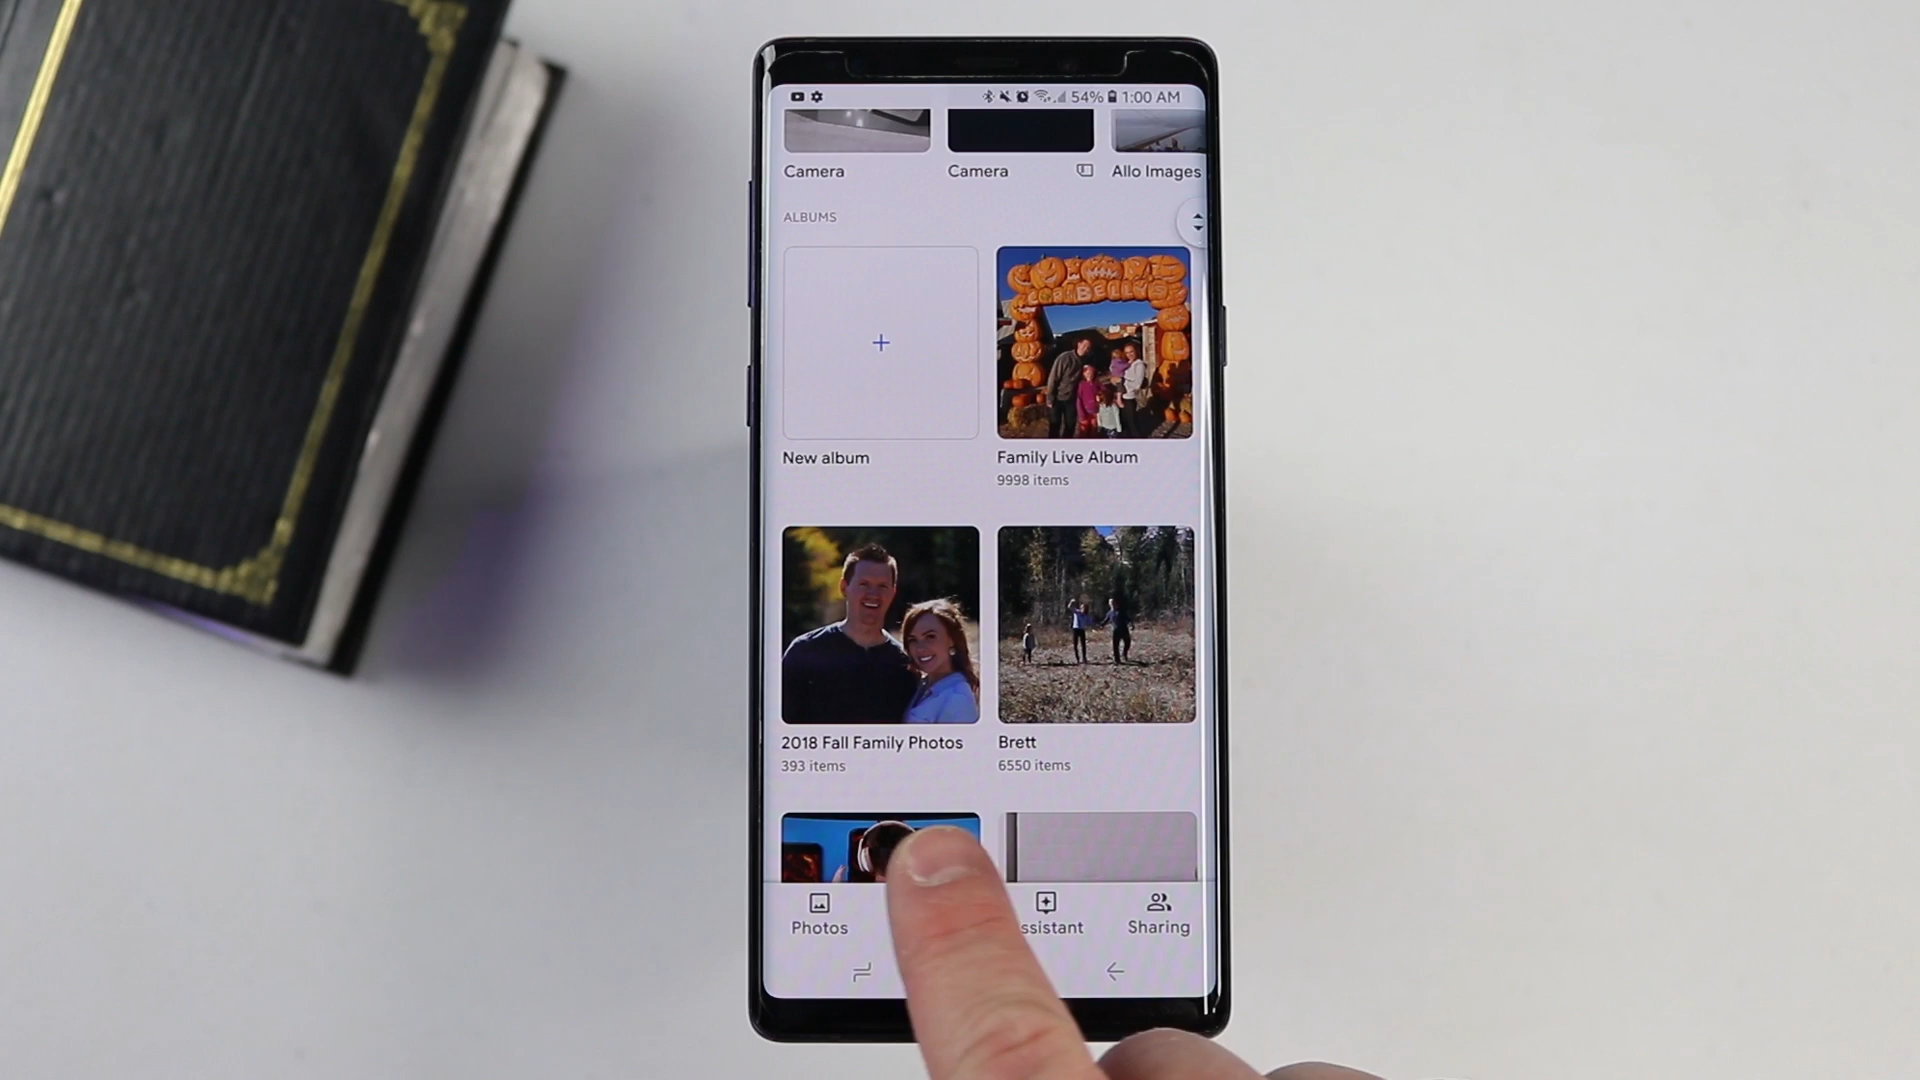 54% 1:00 AM
Camera
Camera
Allo Images
ALBUMS
New album
Family Live Album
9998 items
2018 Fall Family Photos
393 items
Brett
6550 items
Photos
ssistant
Sharing